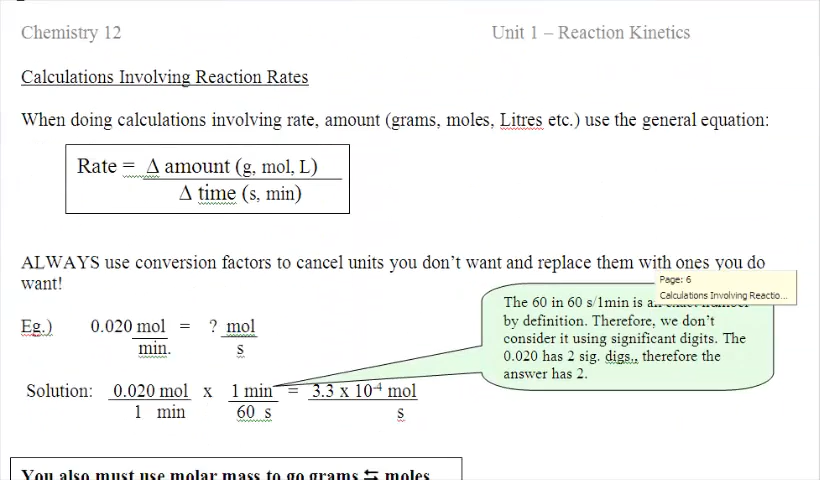 Chemistry 12 Unit 1 – Reaction Kinetics
Calculations Involving Reaction Rates
When doing calculations involving rate, amount (grams, moles, Litres etc.) use the general equation:
Rate = Δ amount (g, mol, L)
Δ time (s, min)
ALWAYS use conversion factors to cancel units you don't want and replace them with ones you do
want!
Page: 6
Calculations Involving Reactio...
The 60 in 60 s/1min is
by definition. Therefore, we don't
consider it using significant digits. The
0.020 has 2 sig. digs., therefore the
answer has 2.
Eg.) 0.020 mol = ? mol
min. s
Solution: 0.020 mol x 1 min = 3.3 x 10⁻⁴ mol
1 min 60 s s
You also must use molar mass to go grams ⇆ moles